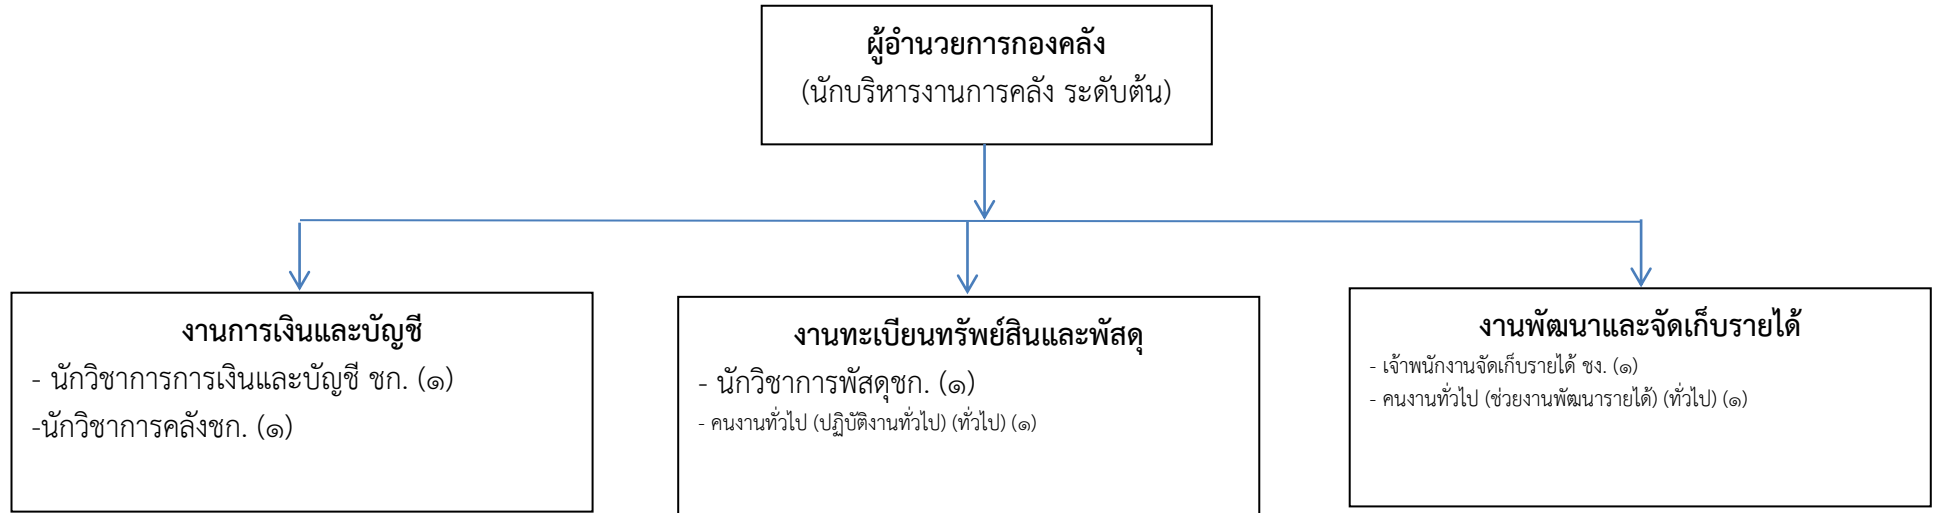 ผู้อำนวยการกองคลัง
(นักบริหารงานการคลัง ระดับต้น)
งานการเงินและบัญชี
- นักวิชาการการเงินและบัญชี ชก. (๑)
-นักวิชาการคลังชก. (๑)
งานทะเบียนทรัพย์สินและพัสดุ
- นักวิชาการพัสดุชก. (๑)
- คนงานทั่วไป (ปฏิบัติงานทั่วไป) (ทั่วไป) (๑)
งานพัฒนาและจัดเก็บรายได้
- เจ้าพนักงานจัดเก็บรายได้ ชง. (๑)
- คนงานทั่วไป (ช่วยงานพัฒนารายได้) (ทั่วไป) (๑)